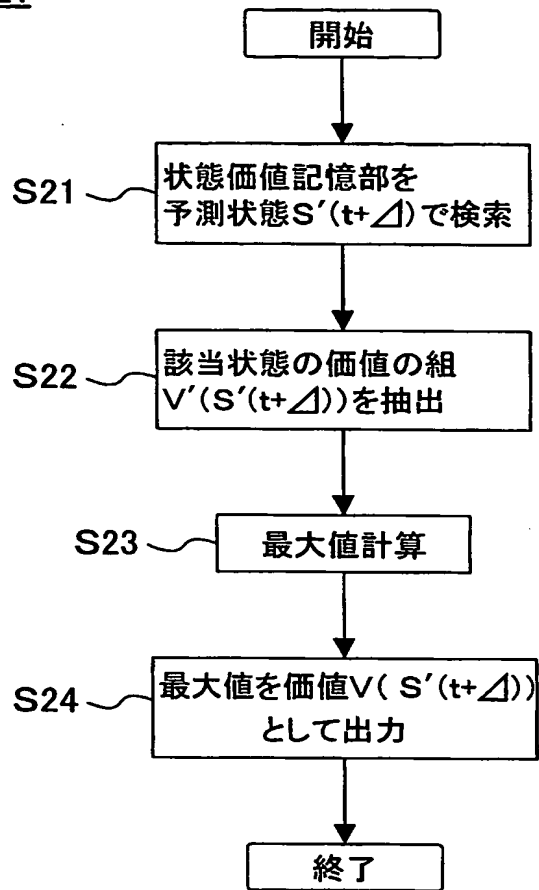 開始
S21
状態価値記憶部を
予測状態S′(t+⊿)で検索
S22
該当状態の価値の組
V′(S′(t+⊿))を抽出
S23
最大値計算
S24
最大値を価値V( S′(t+⊿))
として出力
終了